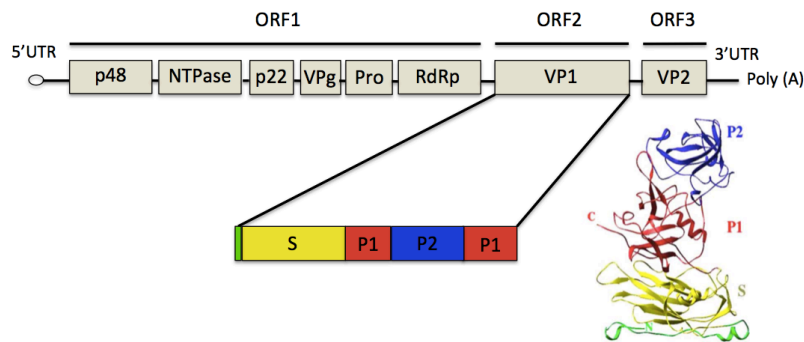 ORF1 ORF2 ORF3
5'UTR 3'UTR
p48 NTPase p22 VPg Pro RdRp VP1 VP2 Poly (A)
P2
C P1
S P1 P2 P1
S
N